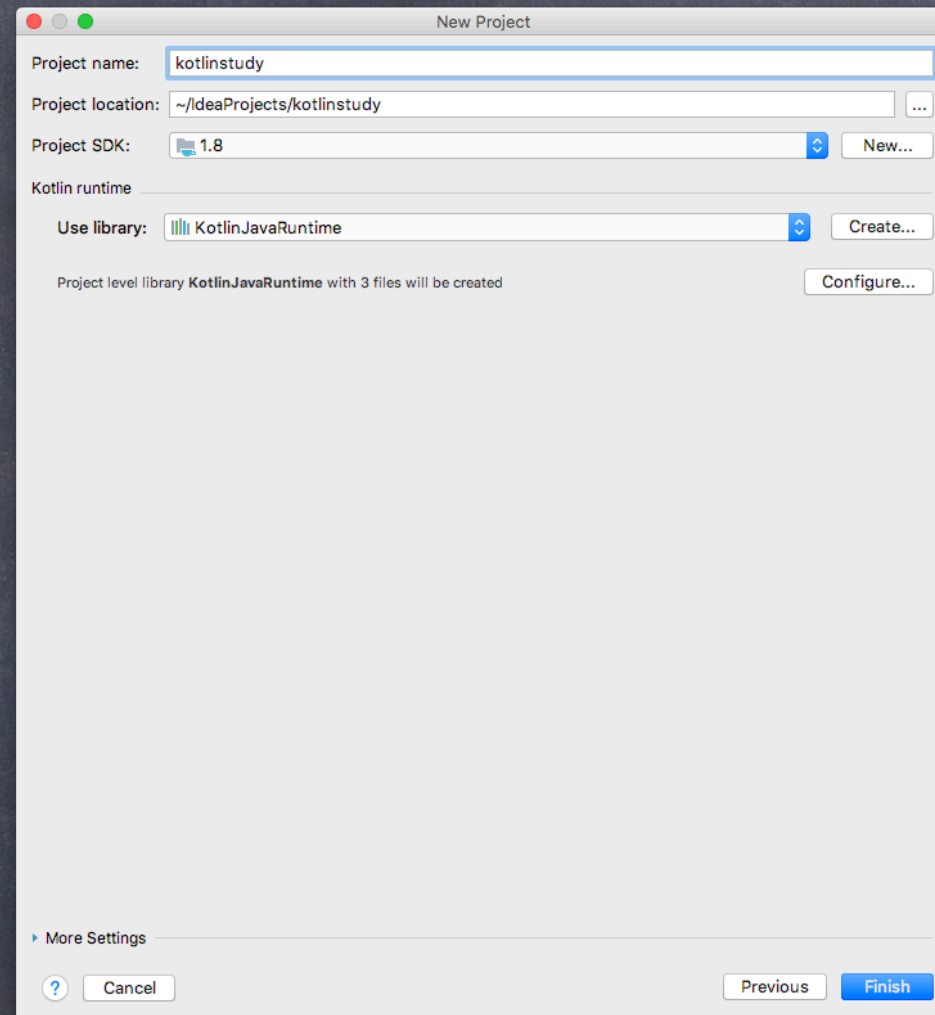 New Project
Project name: kotlinstudy
Project location: ~/IdeaProjects/kotlinstudy ...
Project SDK: 1.8 New...
Kotlin runtime
Use library: KotlinJavaRuntime Create...
Project level library KotlinJavaRuntime with 3 files will be created Configure...
More Settings
? Cancel Previous Finish